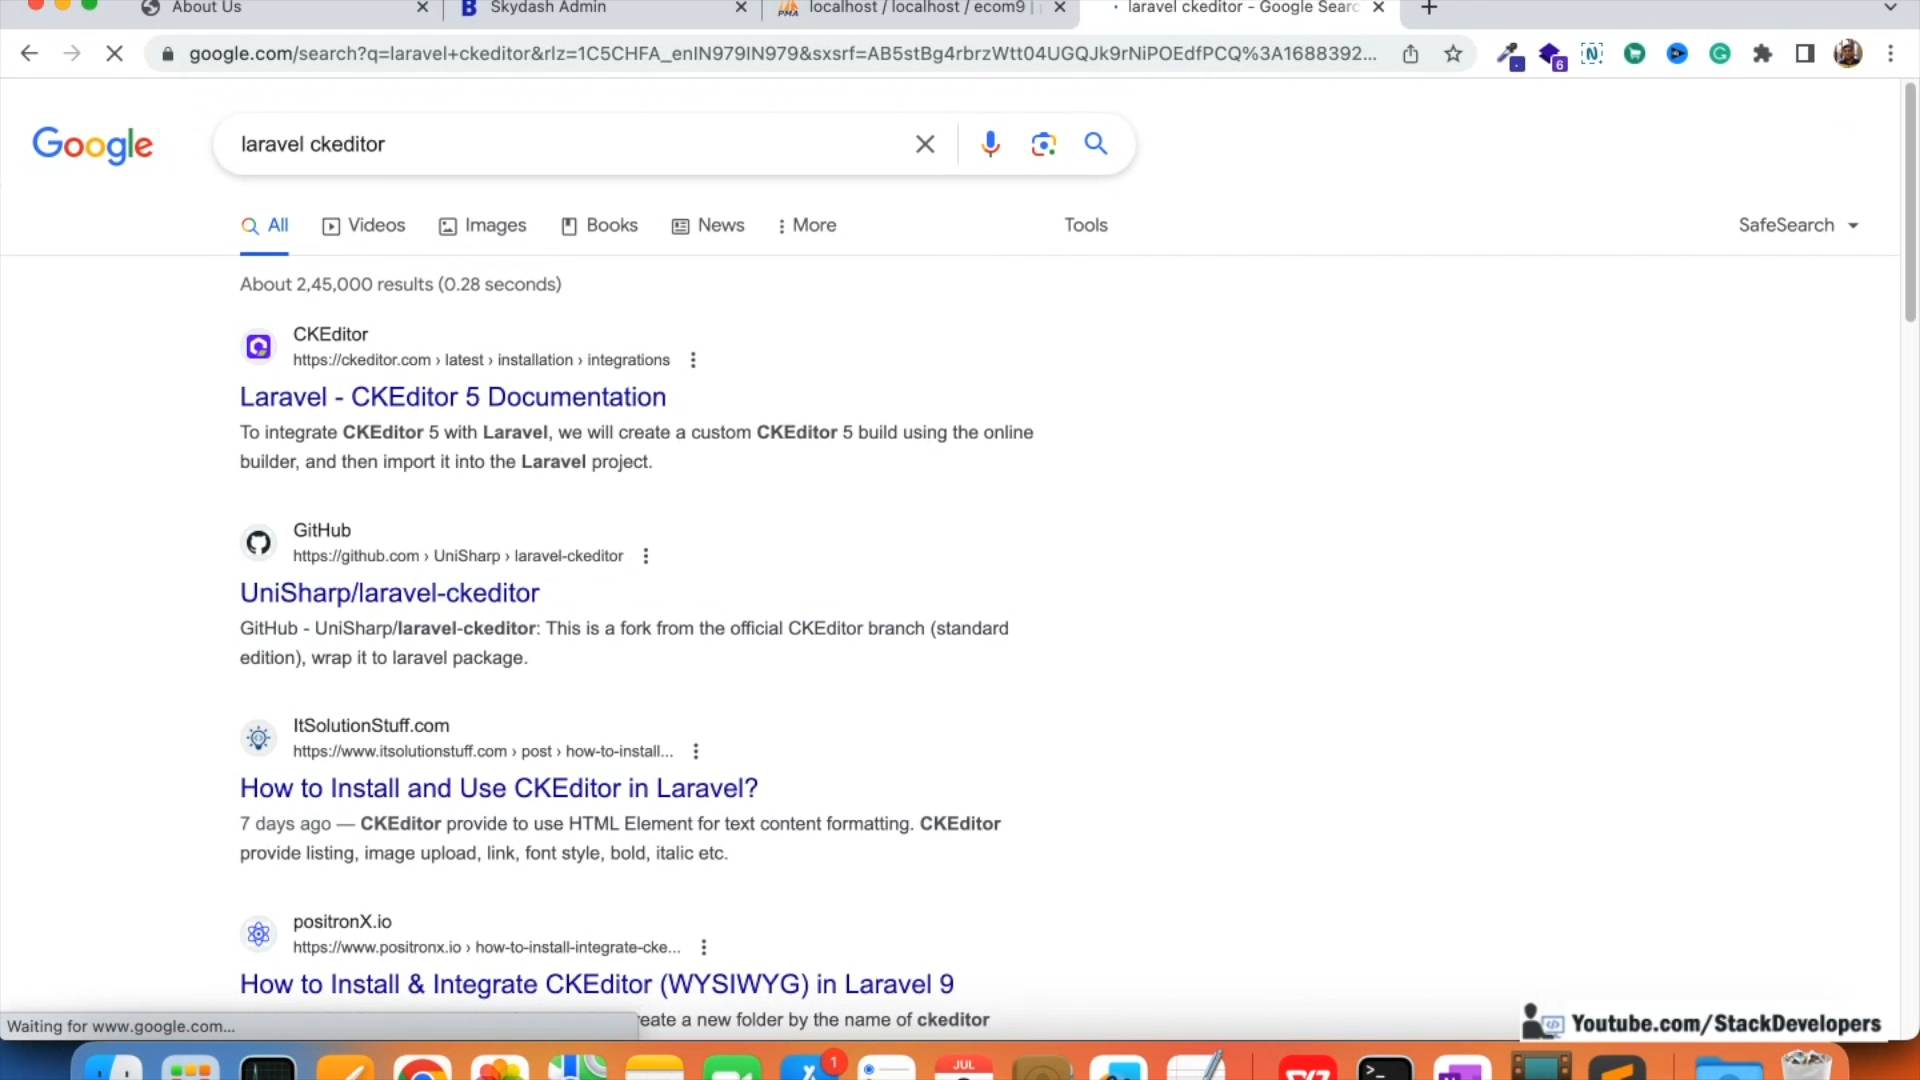 About Us
Skydash Admin
localhost / localhost / ecom9 |
laravel ckeditor - Google Searc
google.com/search?q=laravel+ckeditor&rlz=1C5CHFA_enIN979IN979&sxsrf=AB5stBg4rbrzWtt04UGQJk9rNiPOEdfPCQ%3A1688392...
6
Google
laravel ckeditor
All
Videos
Images
Books
News
More
Tools
SafeSearch
About 2,45,000 results (0.28 seconds)
CKEditor
https://ckeditor.com › latest › installation › integrations
Laravel - CKEditor 5 Documentation
To integrate CKEditor 5 with Laravel, we will create a custom CKEditor 5 build using the online
builder, and then import it into the Laravel project.
GitHub
https://github.com › UniSharp › laravel-ckeditor
UniSharp/laravel-ckeditor
GitHub - UniSharp/laravel-ckeditor: This is a fork from the official CKEditor branch (standard
edition), wrap it to laravel package.
ItSolutionStuff.com
https://www.itsolutionstuff.com › post › how-to-install...
How to Install and Use CKEditor in Laravel?
7 days ago — CKEditor provide to use HTML Element for text content formatting. CKEditor
provide listing, image upload, link, font style, bold, italic etc.
positronX.io
https://www.positronx.io › how-to-install-integrate-cke...
How to Install & Integrate CKEditor (WYSIWYG) in Laravel 9
Waiting for www.google.com...
eate a new folder by the name of ckeditor
Youtube.com/StackDevelopers
1
JUL